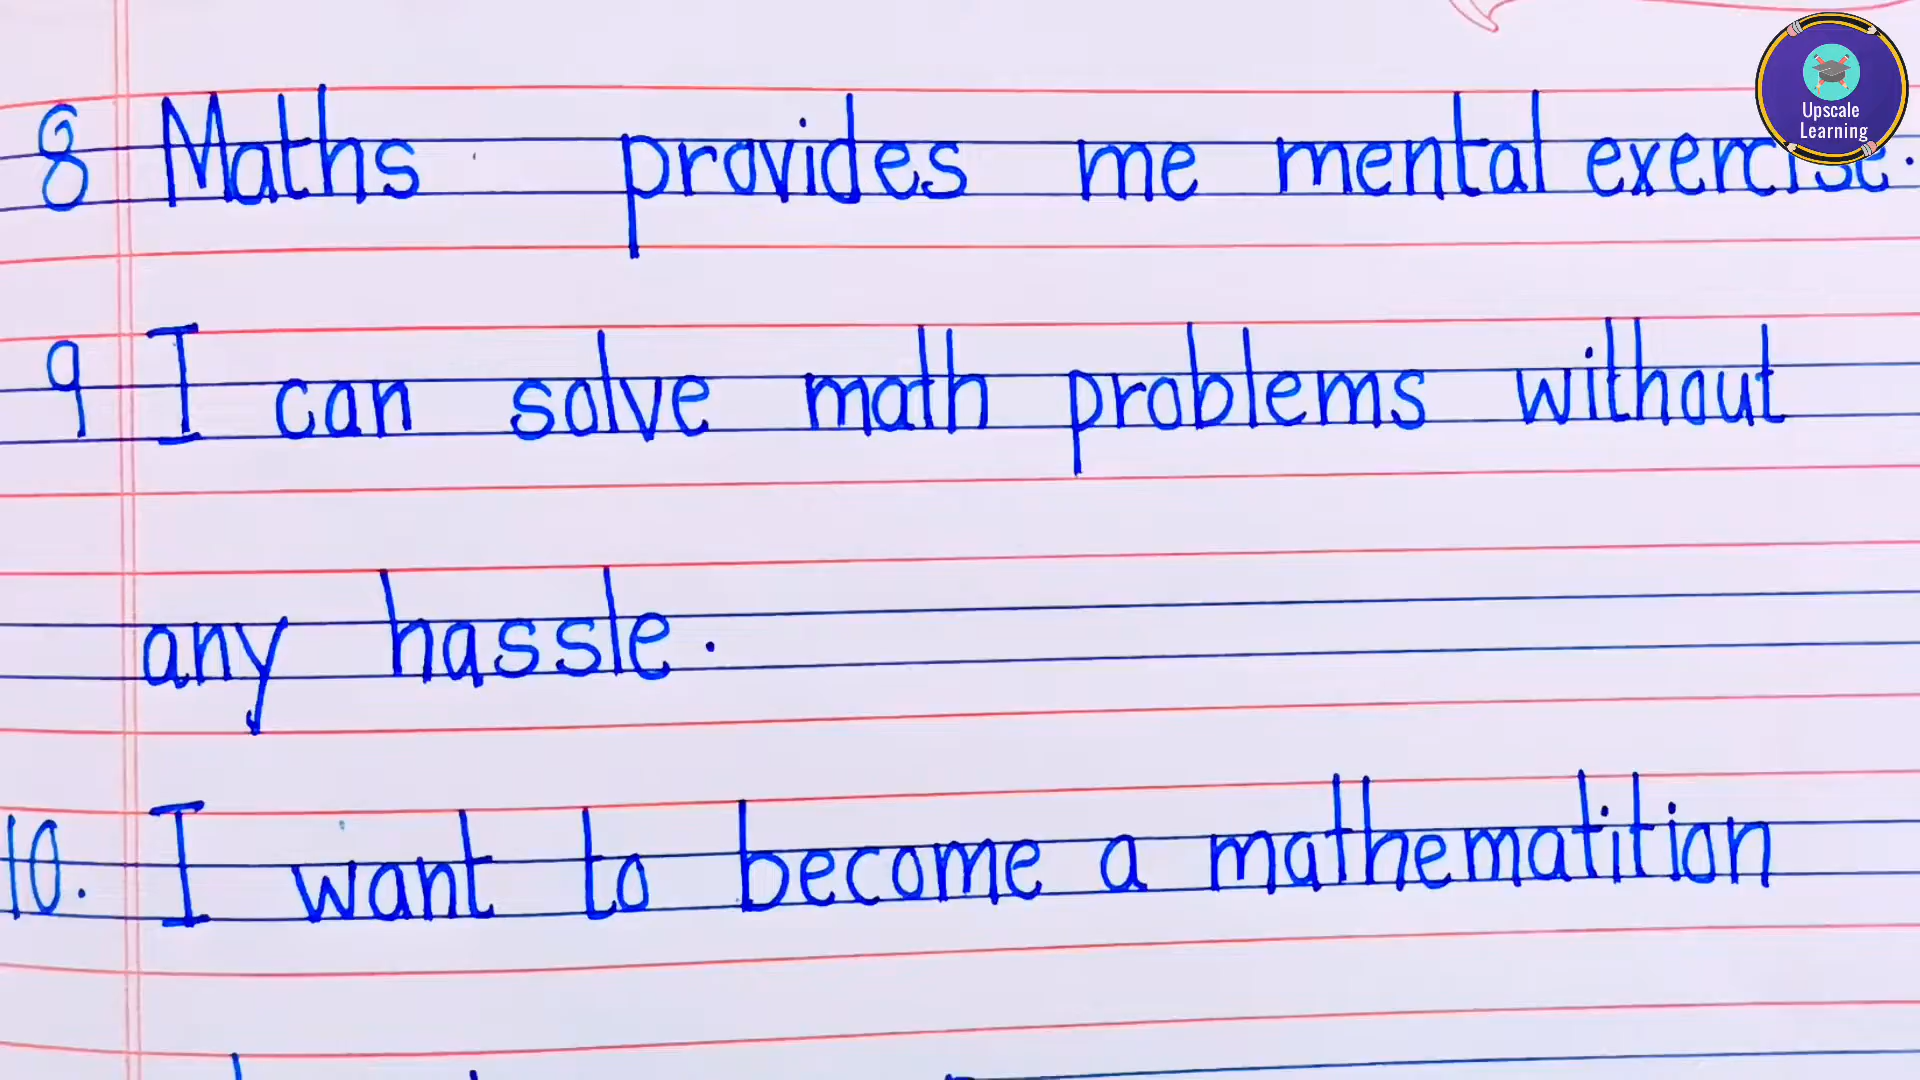 8 Maths provides me mental exercise.
9 I can solve math problems without
any hassle.
10. I want to become a mathematition
Upscale
Learning